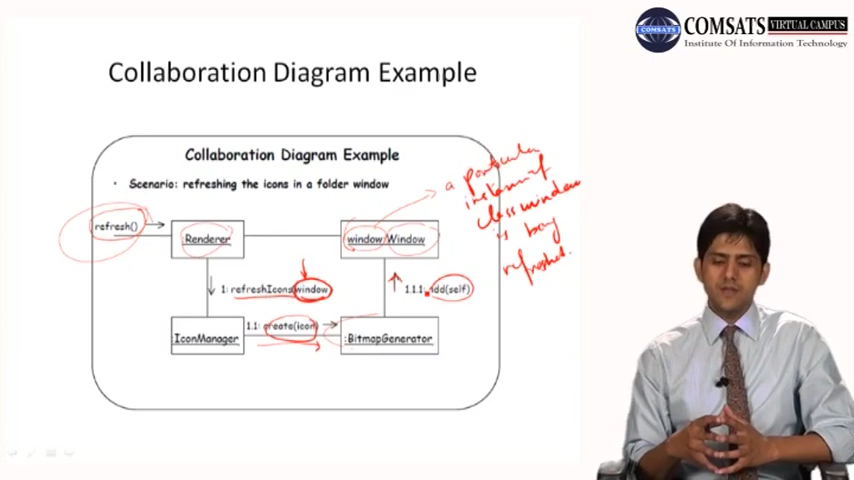 COMSATS
COMSATS VIRTUAL CAMPUS
Institute Of Information Technology
Collaboration Diagram Example
Collaboration Diagram Example
• Scenario: refreshing the icons in a folder window
a particular
instance of
class window
is being
refreshed.
refresh()
:Renderer
window:Window
1: refreshIcons(window)
1.1.1: add(self)
1.1: create(icon)
:IconManager
:BitmapGenerator